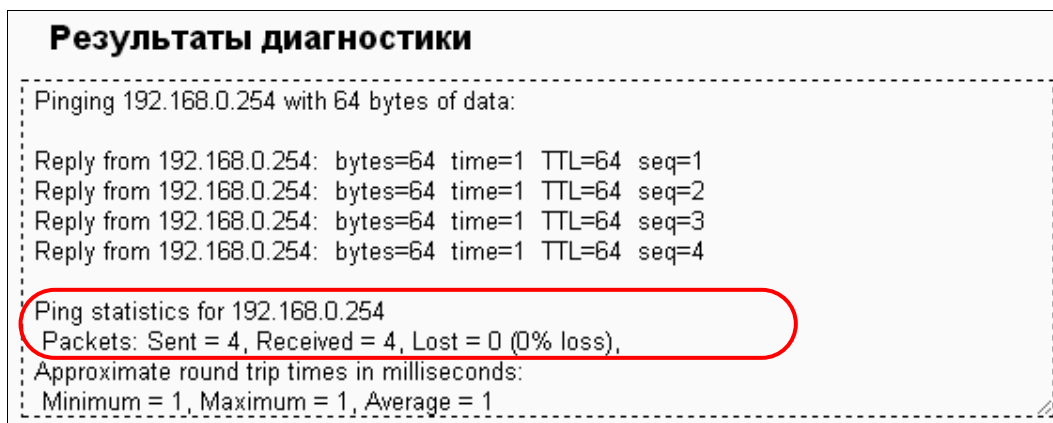 Результаты диагностики
Pinging 192.168.0.254 with 64 bytes of data:
Reply from 192.168.0.254: bytes=64 time=1 TTL=64 seq=1
Reply from 192.168.0.254: bytes=64 time=1 TTL=64 seq=2
Reply from 192.168.0.254: bytes=64 time=1 TTL=64 seq=3
Reply from 192.168.0.254: bytes=64 time=1 TTL=64 seq=4
Ping statistics for 192.168.0.254
Packets: Sent = 4, Received = 4, Lost = 0 (0% loss),
Approximate round trip times in milliseconds:
Minimum = 1, Maximum = 1, Average = 1